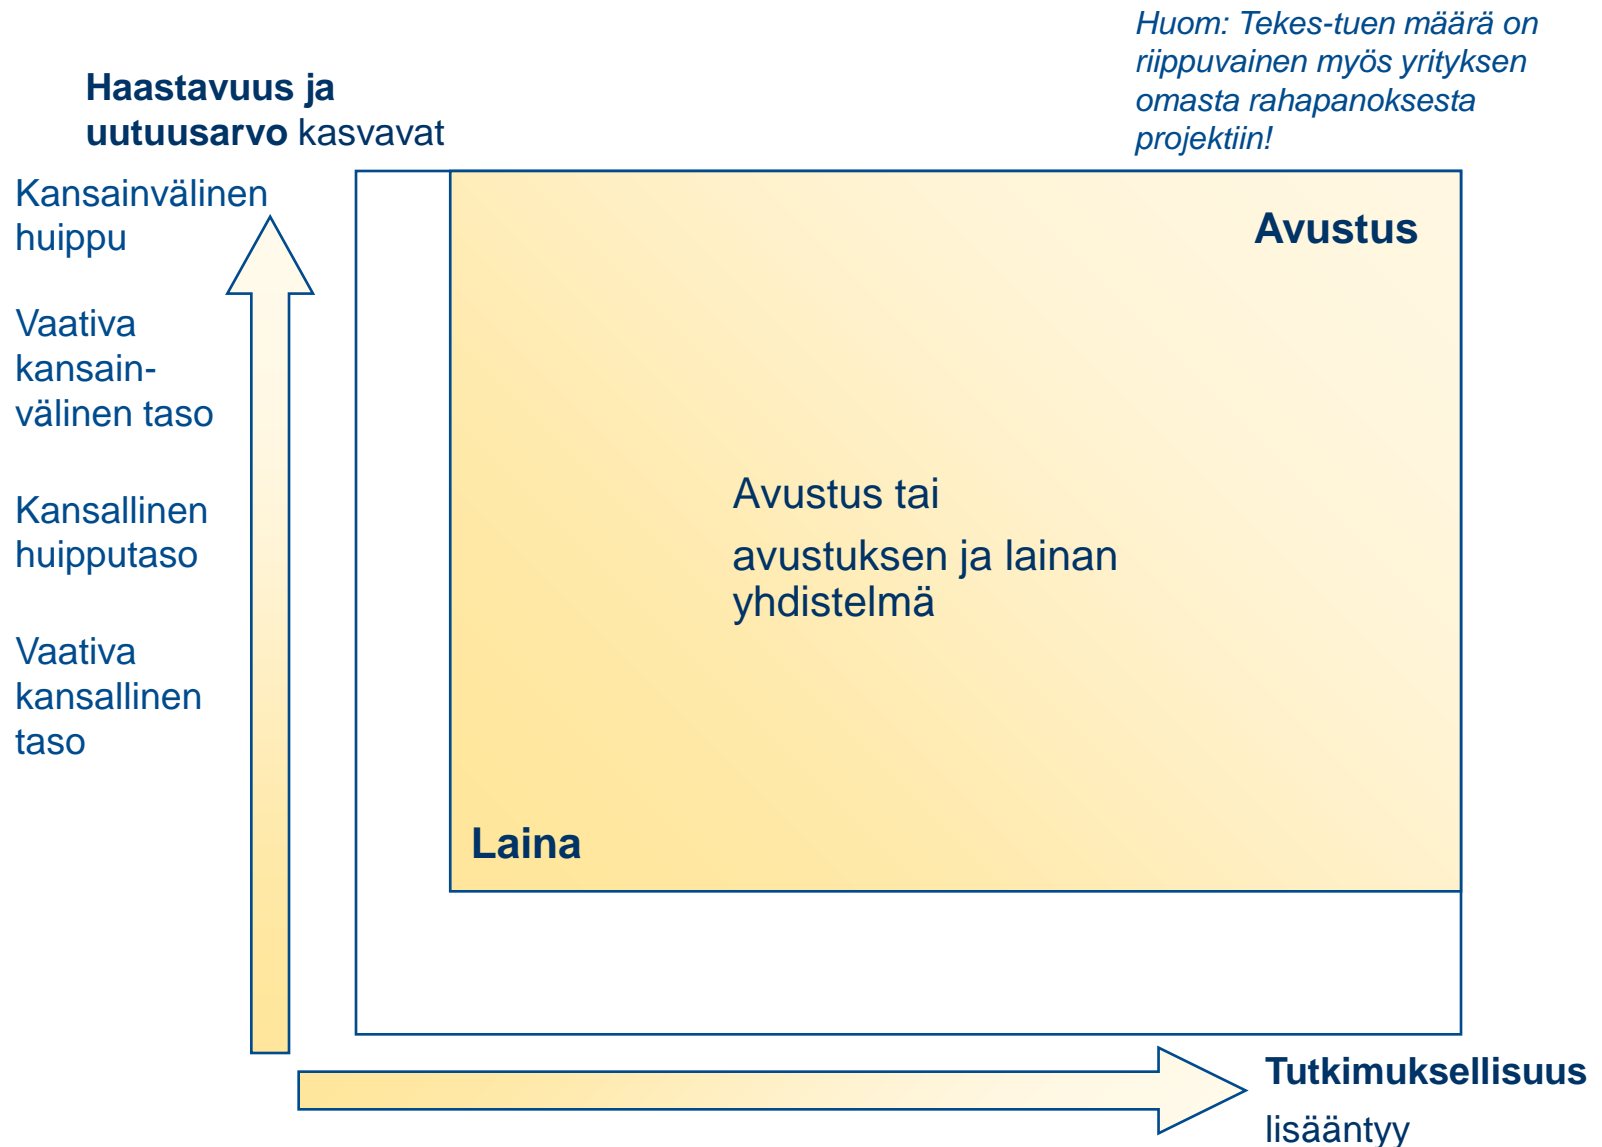 Huom: Tekes-tuen määrä on
riippuvainen myös yrityksen
omasta rahapanoksesta
projektiin!
Haastavuus ja
uutuusarvo kasvavat
Kansainvälinen
huippu
Vaativa
kansain-
välinen taso
Kansallinen
huipputaso
Vaativa
kansallinen
taso
Avustus
Avustus tai
avustuksen ja lainan
yhdistelmä
Laina
Tutkimuksellisuus
lisääntyy